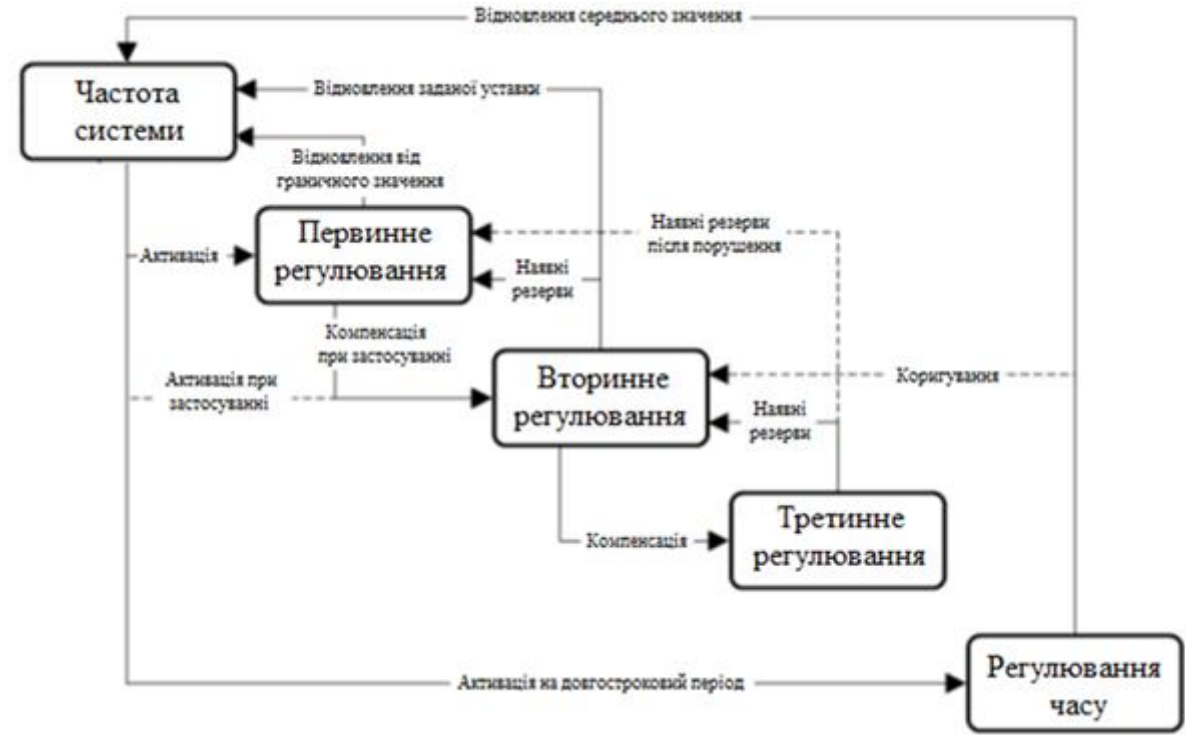 Відновлення середнього значення
Частота
системи
Відновлення заданої уставки
Відновлення від
граничного значення
Первинне
регулювання
Наявні резерви
після порушення
Активація
Наявні
резерви
Компенсація
при застосуванні
Активація при
застосуванні
Вторинне
регулювання
Коригування
Наявні
резерви
Третинне
регулювання
Компенсація
Регулювання
часу
Активація на довгостроковий період